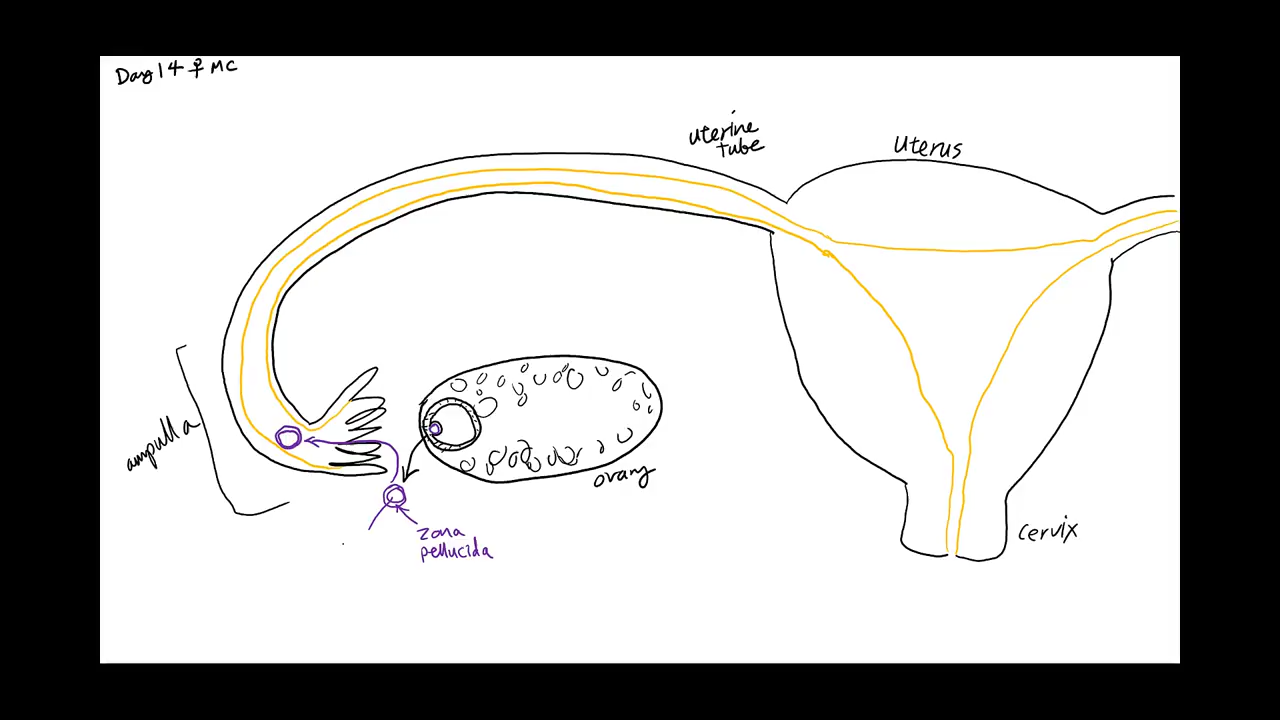 Day 14 ♀ MC
uterine
tube
Uterus
ampulla
ovary
zona
pellucida
cervix